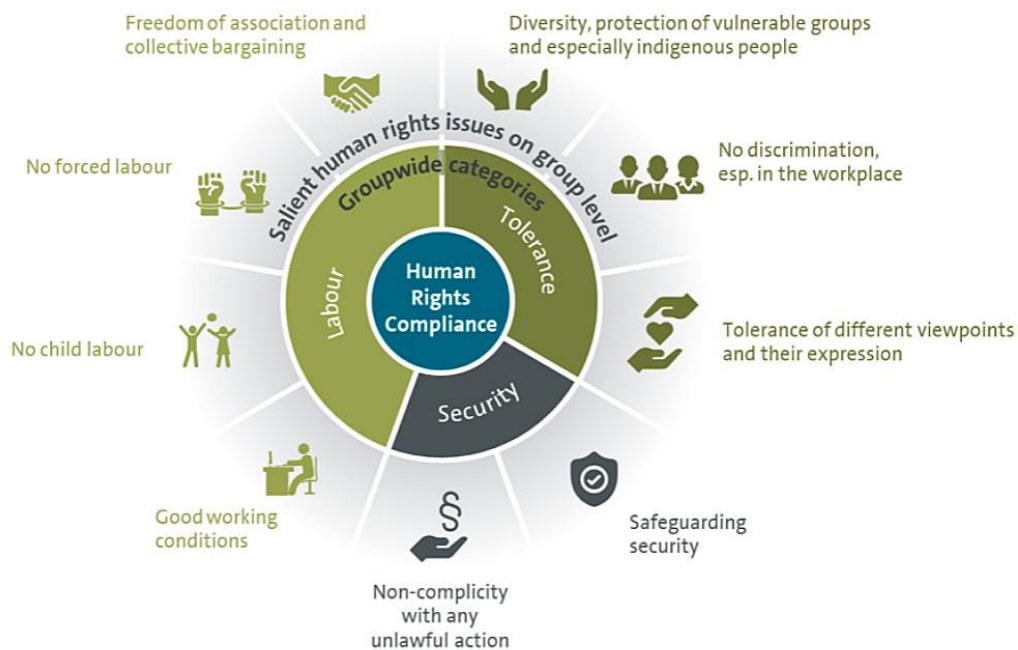 Freedom of association and
collective bargaining
Diversity, protection of vulnerable groups
and especially indigenous people
No forced labour
No discrimination,
esp. in the workplace
Salient human rights issues on group level
Groupwide categories
Labour
Tolerance
Human
Rights
Compliance
Security
No child labour
Tolerance of different viewpoints
and their expression
Good working
conditions
§
Safeguarding
security
Non-complicity
with any
unlawful action